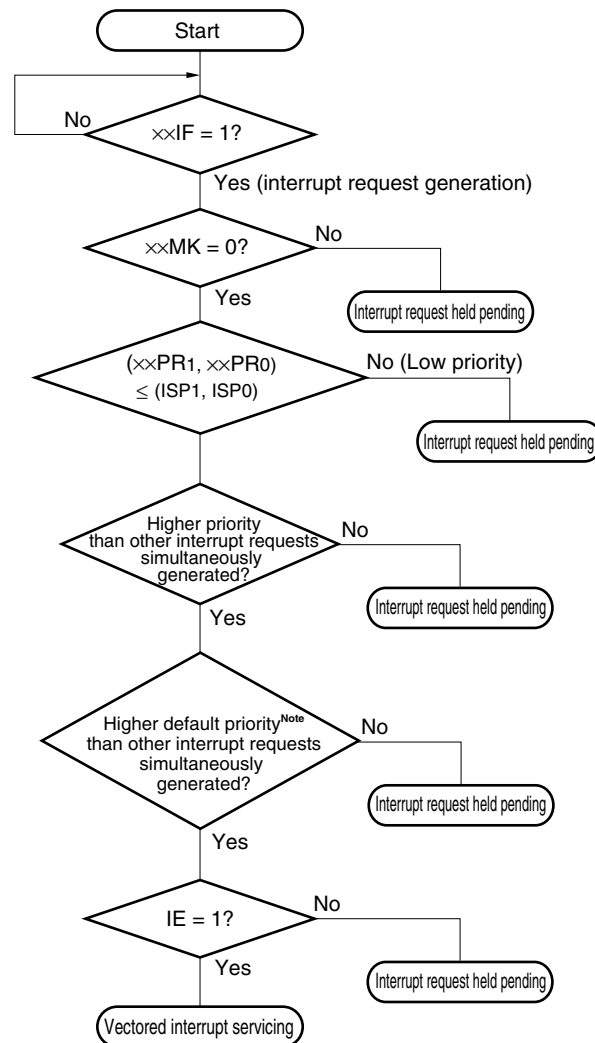 Start
No
××IF = 1?
Yes (interrupt request generation)
××MK = 0?
No
Yes
Interrupt request held pending
(××PR1, ××PR0)
≤ (ISP1, ISP0)
No (Low priority)
Interrupt request held pending
Higher priority
than other interrupt requests
simultaneously
generated?
No
Interrupt request held pending
Yes
Higher default priorityNote
than other interrupt requests
simultaneously
generated?
No
Interrupt request held pending
Yes
IE = 1?
No
Yes
Interrupt request held pending
Vectored interrupt servicing